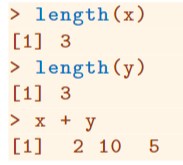 > length(x)
[1] 3
> length(y)
[1] 3
> x + y
[1]  2 10  5